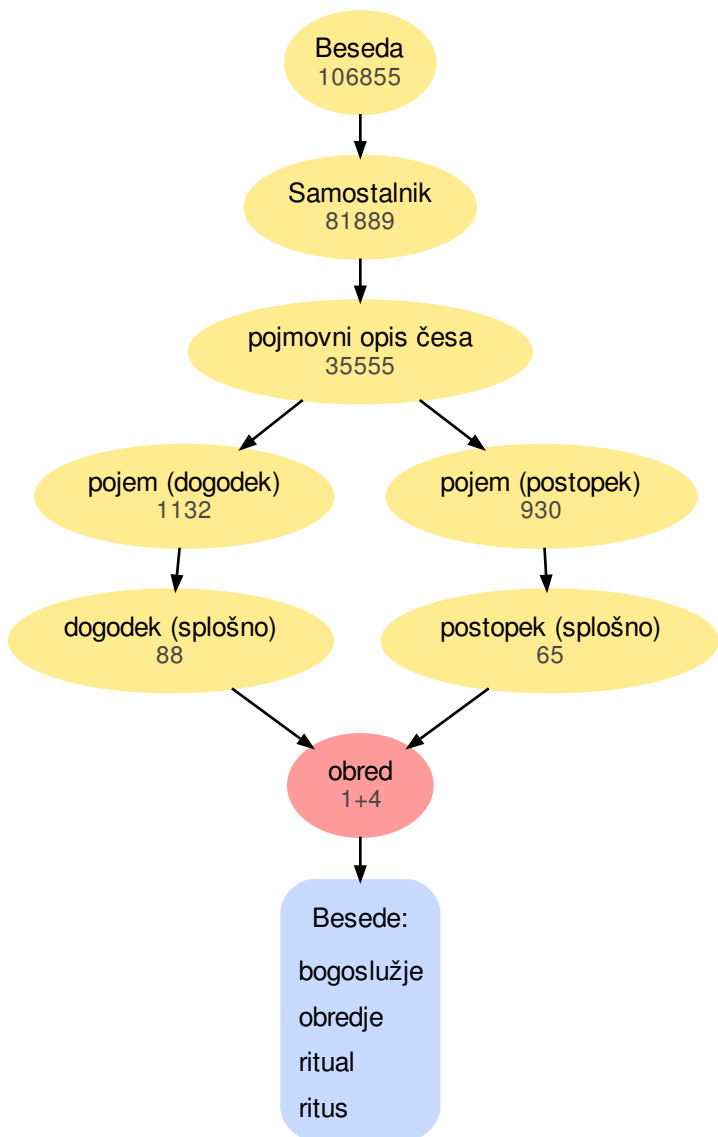 Beseda
106855
Samostalnik
81889
pojmovni opis česa
35555
pojem (dogodek)
1132
pojem (postopek)
930
dogodek (splošno)
88
postopek (splošno)
65
obred
1+4
Besede:
bogoslužje
obredje
ritual
ritus